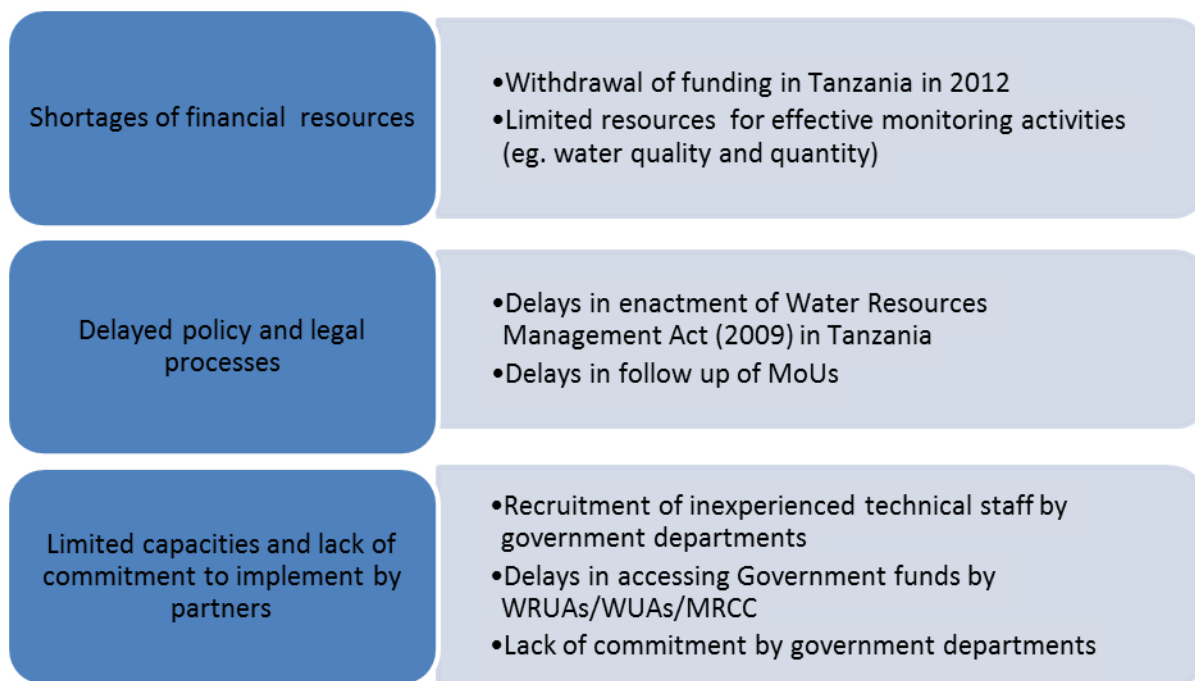 Shortages of financial resources
•Withdrawal of funding in Tanzania in 2012
•Limited resources for effective monitoring activities
(eg. water quality and quantity)
Delayed policy and legal
processes
•Delays in enactment of Water Resources
Management Act (2009) in Tanzania
•Delays in follow up of MoUs
Limited capacities and lack of
commitment to implement by
partners
•Recruitment of inexperienced technical staff by
government departments
•Delays in accessing Government funds by
WRUAs/WUAs/MRCC
•Lack of commitment by government departments